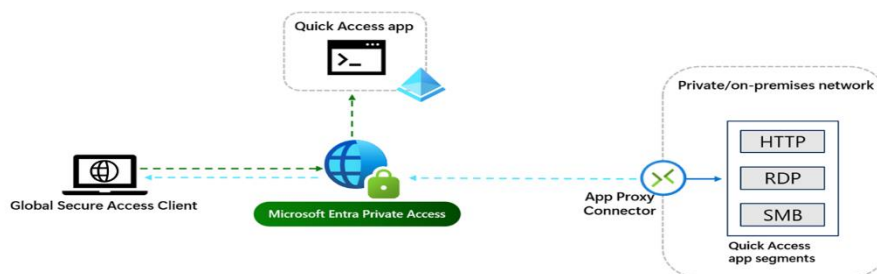 Quick Access app
>_
Private/on-premises network
HTTP
RDP
SMB
Global Secure Access Client
Microsoft Entra Private Access
App Proxy
Connector
Quick Access
app segments